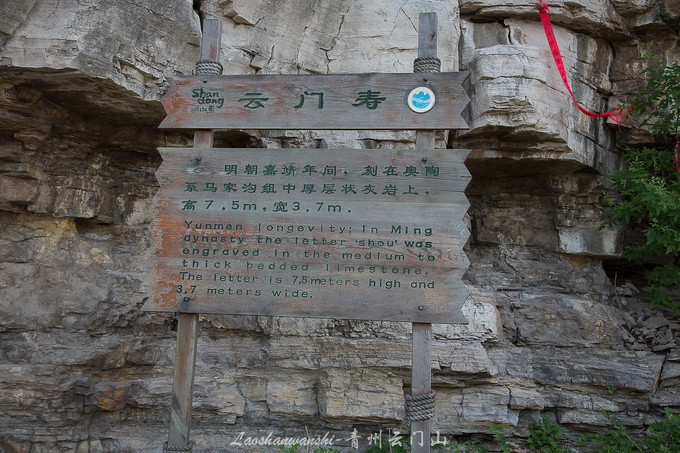 Shan
dong
云门寿
明朝嘉靖年间，刻在奥陶
系马家沟组中厚层状灰岩上，
高7.5m,宽3.7m.
Yunmen longevity; In Ming
dynasty the letter 'shou' was
engraved in the medium to
thick bedded limestone.
The letter is 7.5meters high and
3.7 meters wide.
Laoshanwanshi-青州云门山